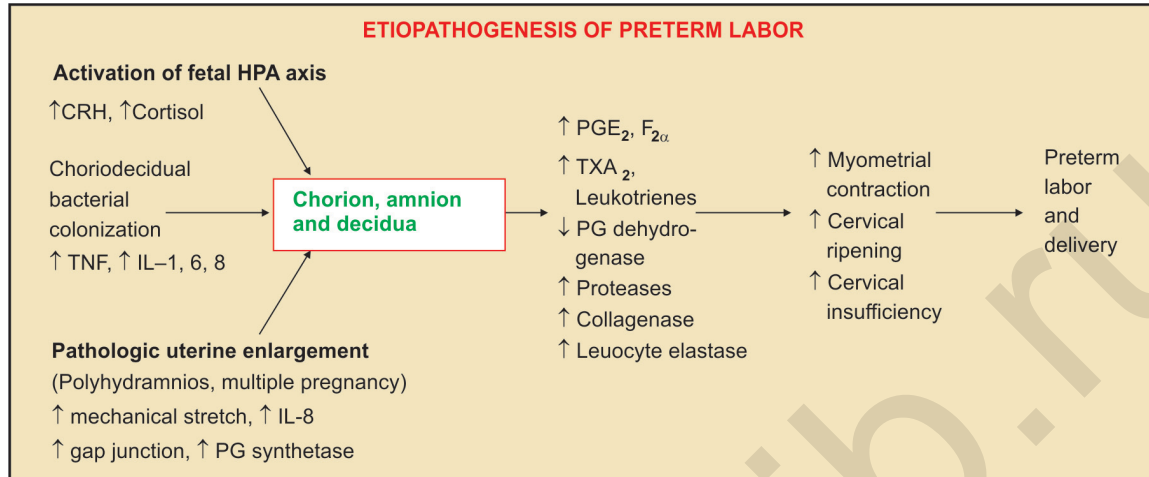 ETIOPATHOGENESIS OF PRETERM LABOR
Activation of fetal HPA axis
↑CRH, ↑Cortisol
Choriodecidual
bacterial
colonization
↑ TNF, ↑ IL–1, 6, 8
Pathologic uterine enlargement
(Polyhydramnios, multiple pregnancy)
↑ mechanical stretch, ↑ IL-8
↑ gap junction, ↑ PG synthetase
Chorion, amnion
and decidua
↑ PGE₂, F₂α
↑ TXA ₂,
Leukotrienes
↓ PG dehydro-
genase
↑ Proteases
↑ Collagenase
↑ Leuocyte elastase
↑ Myometrial
contraction
↑ Cervical
ripening
↑ Cervical
insufficiency
Preterm
labor
and
delivery
ib.ru